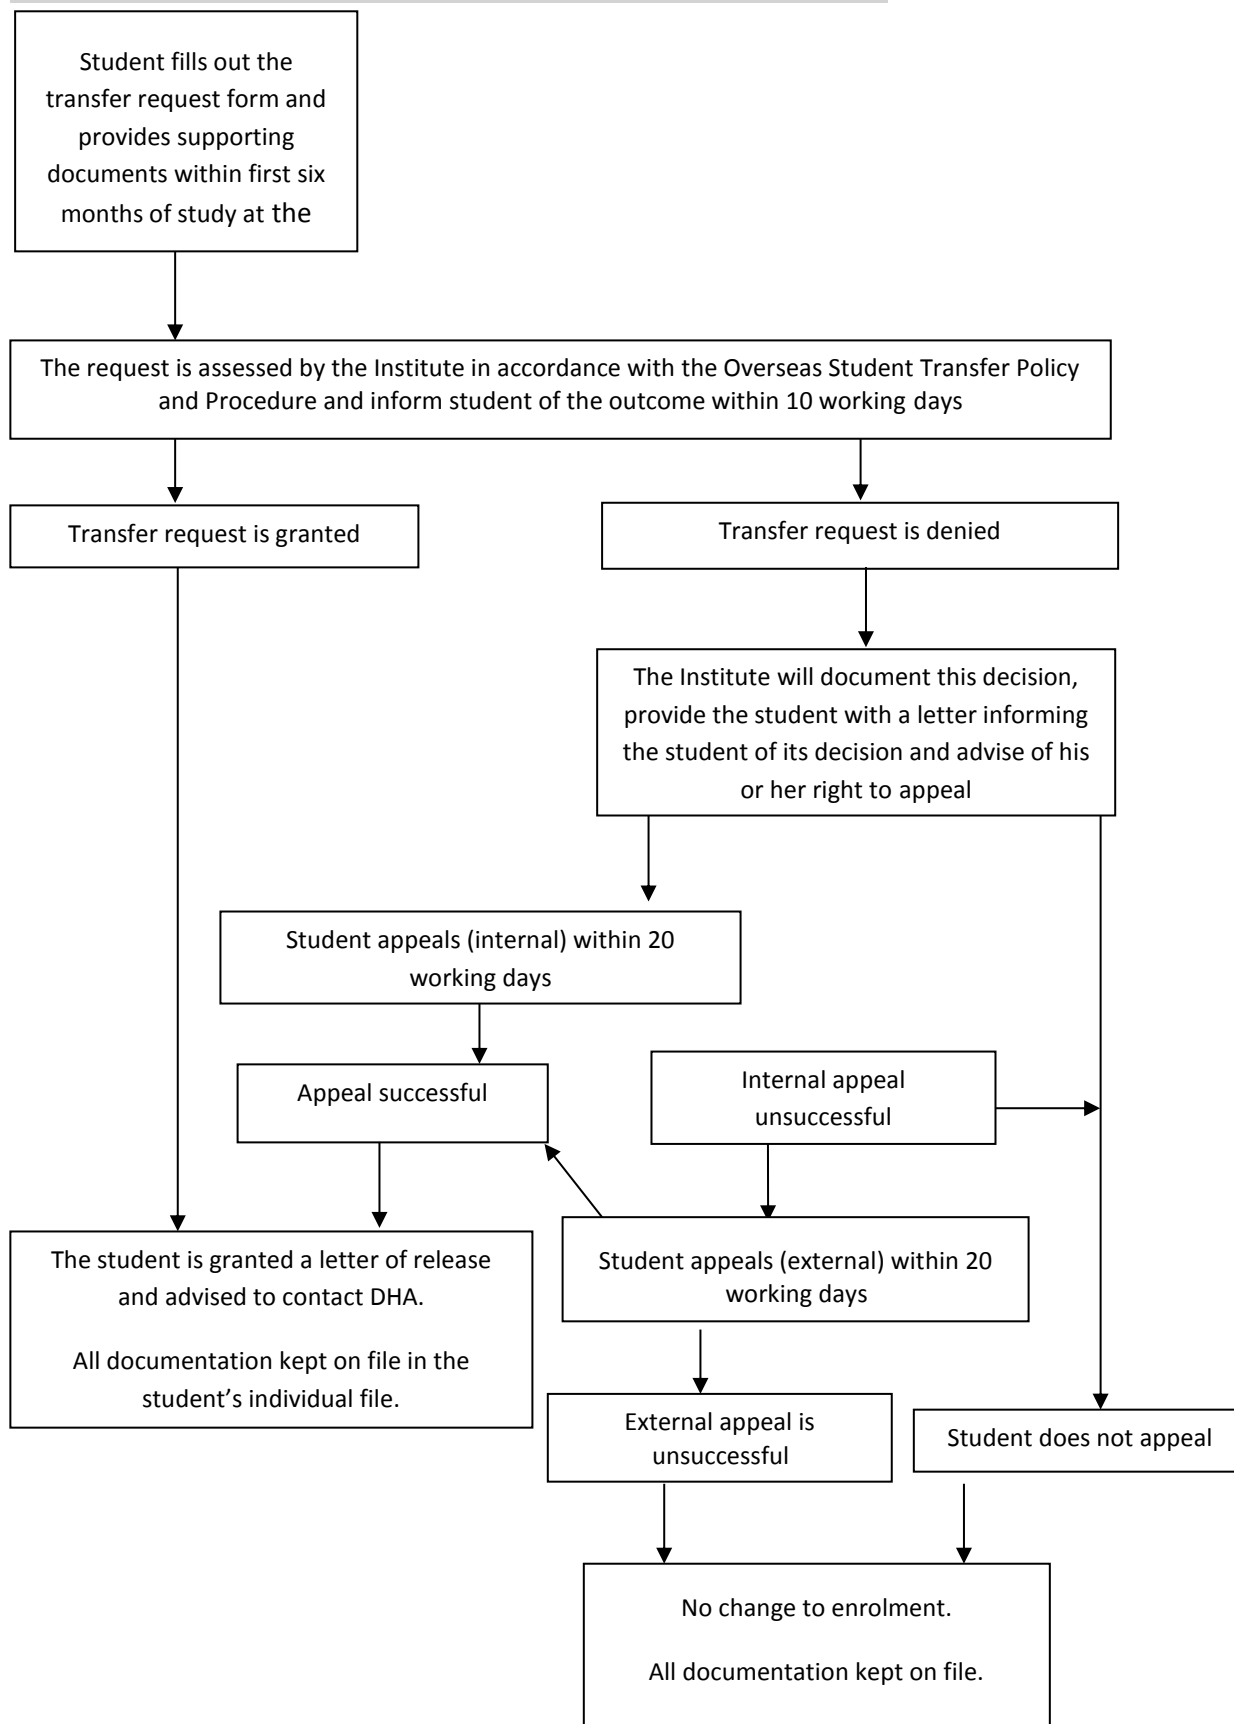 Student fills out the
transfer request form and
provides supporting
documents within first six
months of study at the
The request is assessed by the Institute in accordance with the Overseas Student Transfer Policy
and Procedure and inform student of the outcome within 10 working days
Transfer request is granted
Transfer request is denied
The Institute will document this decision,
provide the student with a letter informing
the student of its decision and advise of his
or her right to appeal
Student appeals (internal) within 20
working days
Appeal successful
Internal appeal
unsuccessful
The student is granted a letter of release
and advised to contact DHA.
All documentation kept on file in the
student’s individual file.
Student appeals (external) within 20
working days
External appeal is
unsuccessful
Student does not appeal
No change to enrolment.
All documentation kept on file.